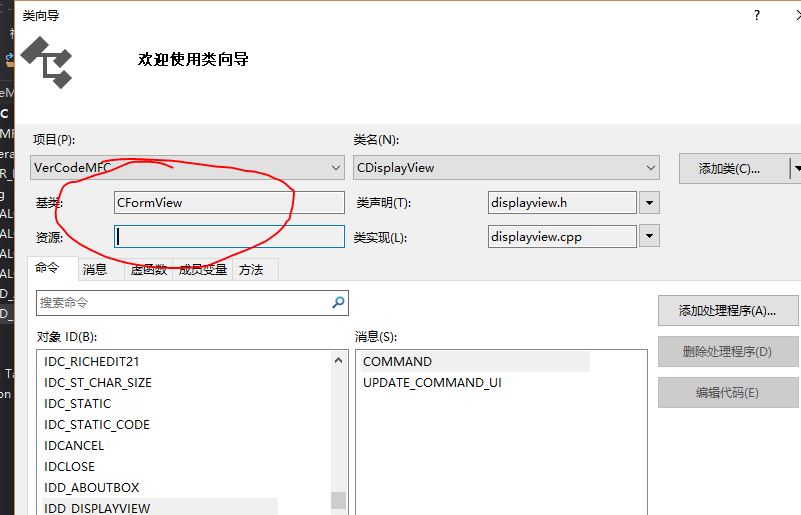 类向导
?
欢迎使用类向导
项目(P):
类名(N):
VerCodeMFC
CDisplayView
添加类(C)...
基类:
CFormView
类声明(T):
displayview.h
资源:
类实现(L):
displayview.cpp
命令 消息 虚函数 成员变量 方法
搜索命令
添加处理程序(A)...
对象 ID(B):
消息(S):
删除处理程序(D)
编辑代码(E)
IDC_RICHEDIT21
IDC_ST_CHAR_SIZE
IDC_STATIC
IDC_STATIC_CODE
IDCANCEL
IDCLOSE
IDD_ABOUTBOX
IDD_DISPLAYVIEW
COMMAND
UPDATE_COMMAND_UI